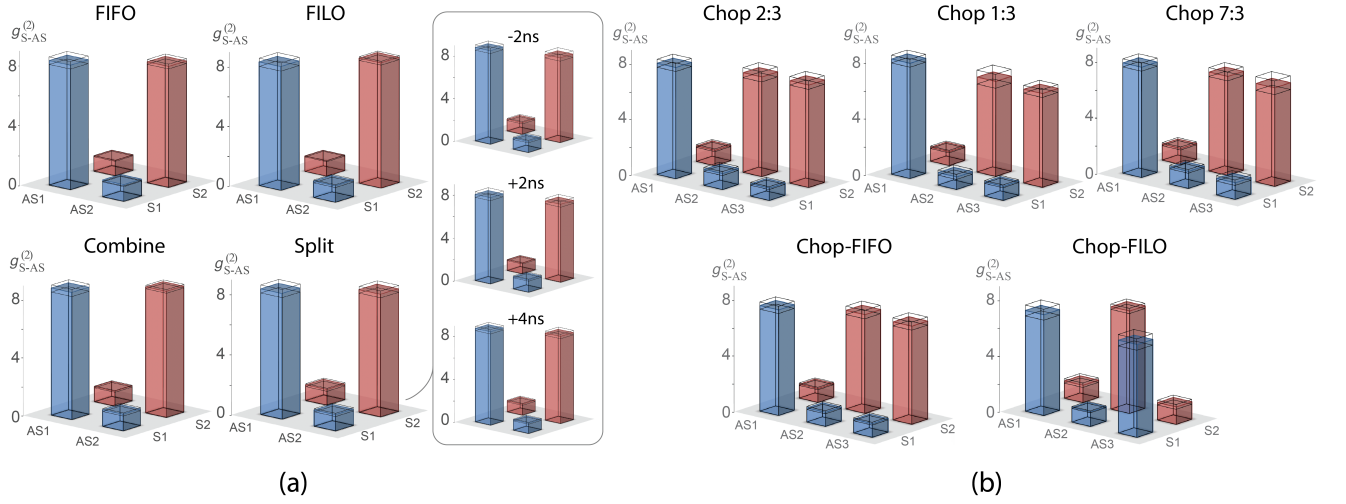 FIFO
g(2)S-AS
8
4
0
AS1
AS2
S1
S2
FILO
g(2)S-AS
8
4
0
AS1
AS2
S1
S2
Combine
g(2)S-AS
8
4
0
AS1
AS2
S1
S2
Split
g(2)S-AS
8
4
0
AS1
AS2
S1
S2
-2ns
8
4
0
+2ns
8
4
0
+4ns
8
4
0
(a)
Chop 2:3
g(2)S-AS
8
4
0
AS1
AS2
AS3
S1
S2
Chop 1:3
g(2)S-AS
8
4
0
AS1
AS2
AS3
S1
S2
Chop 7:3
g(2)S-AS
8
4
0
AS1
AS2
AS3
S1
S2
Chop-FIFO
g(2)S-AS
8
4
0
AS1
AS2
AS3
S1
S2
Chop-FILO
g(2)S-AS
8
4
0
AS1
AS2
AS3
S1
S2
(b)